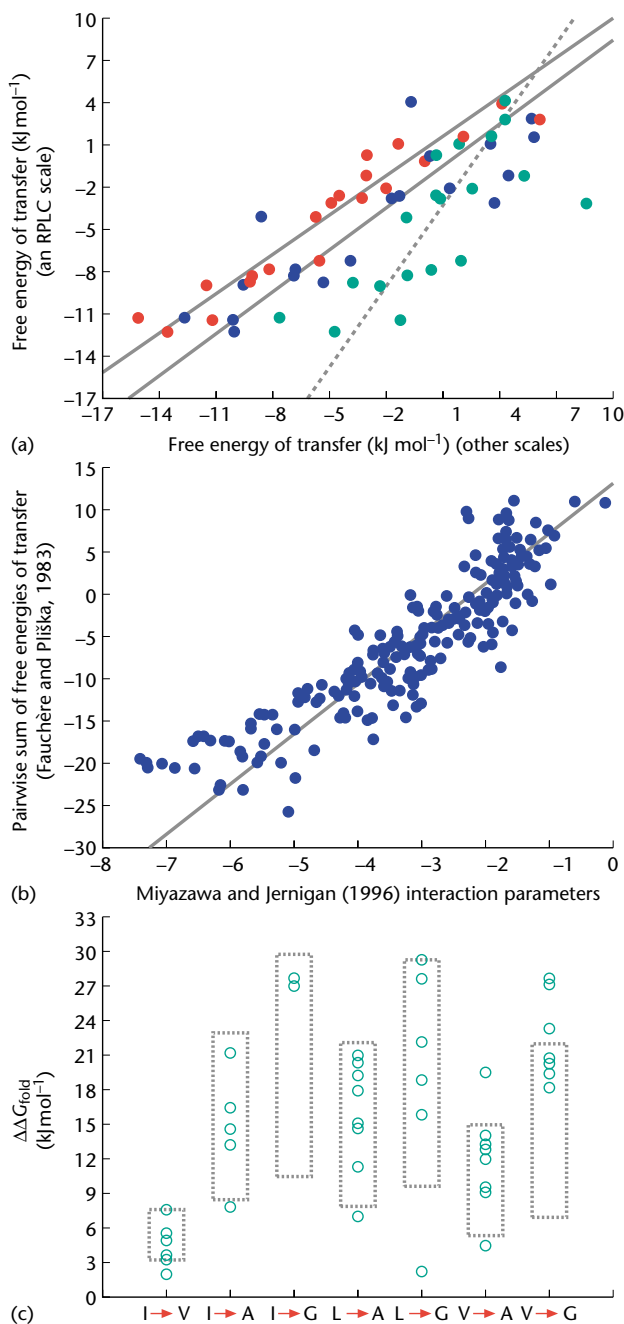 10
7
4
1
−2
−5
−8
−11
−14
−17
Free energy of transfer (kJ mol−1)
(an RPLC scale)
−17 −14 −11 −8 −5 −2 1 4 7 10
(a) Free energy of transfer (kJ mol−1) (other scales)
15
10
5
0
−5
−10
−15
−20
−25
−30
Pairwise sum of free energies of transfer
(Fauchère and Pliška, 1983)
−8 −7 −6 −5 −4 −3 −2 −1 0
(b) Miyazawa and Jernigan (1996) interaction parameters
33
30
27
24
21
18
15
12
9
6
3
0
ΔΔGfold
(kJ mol−1)
I → V I → A I → G L → A L → G V → A V → G
(c)